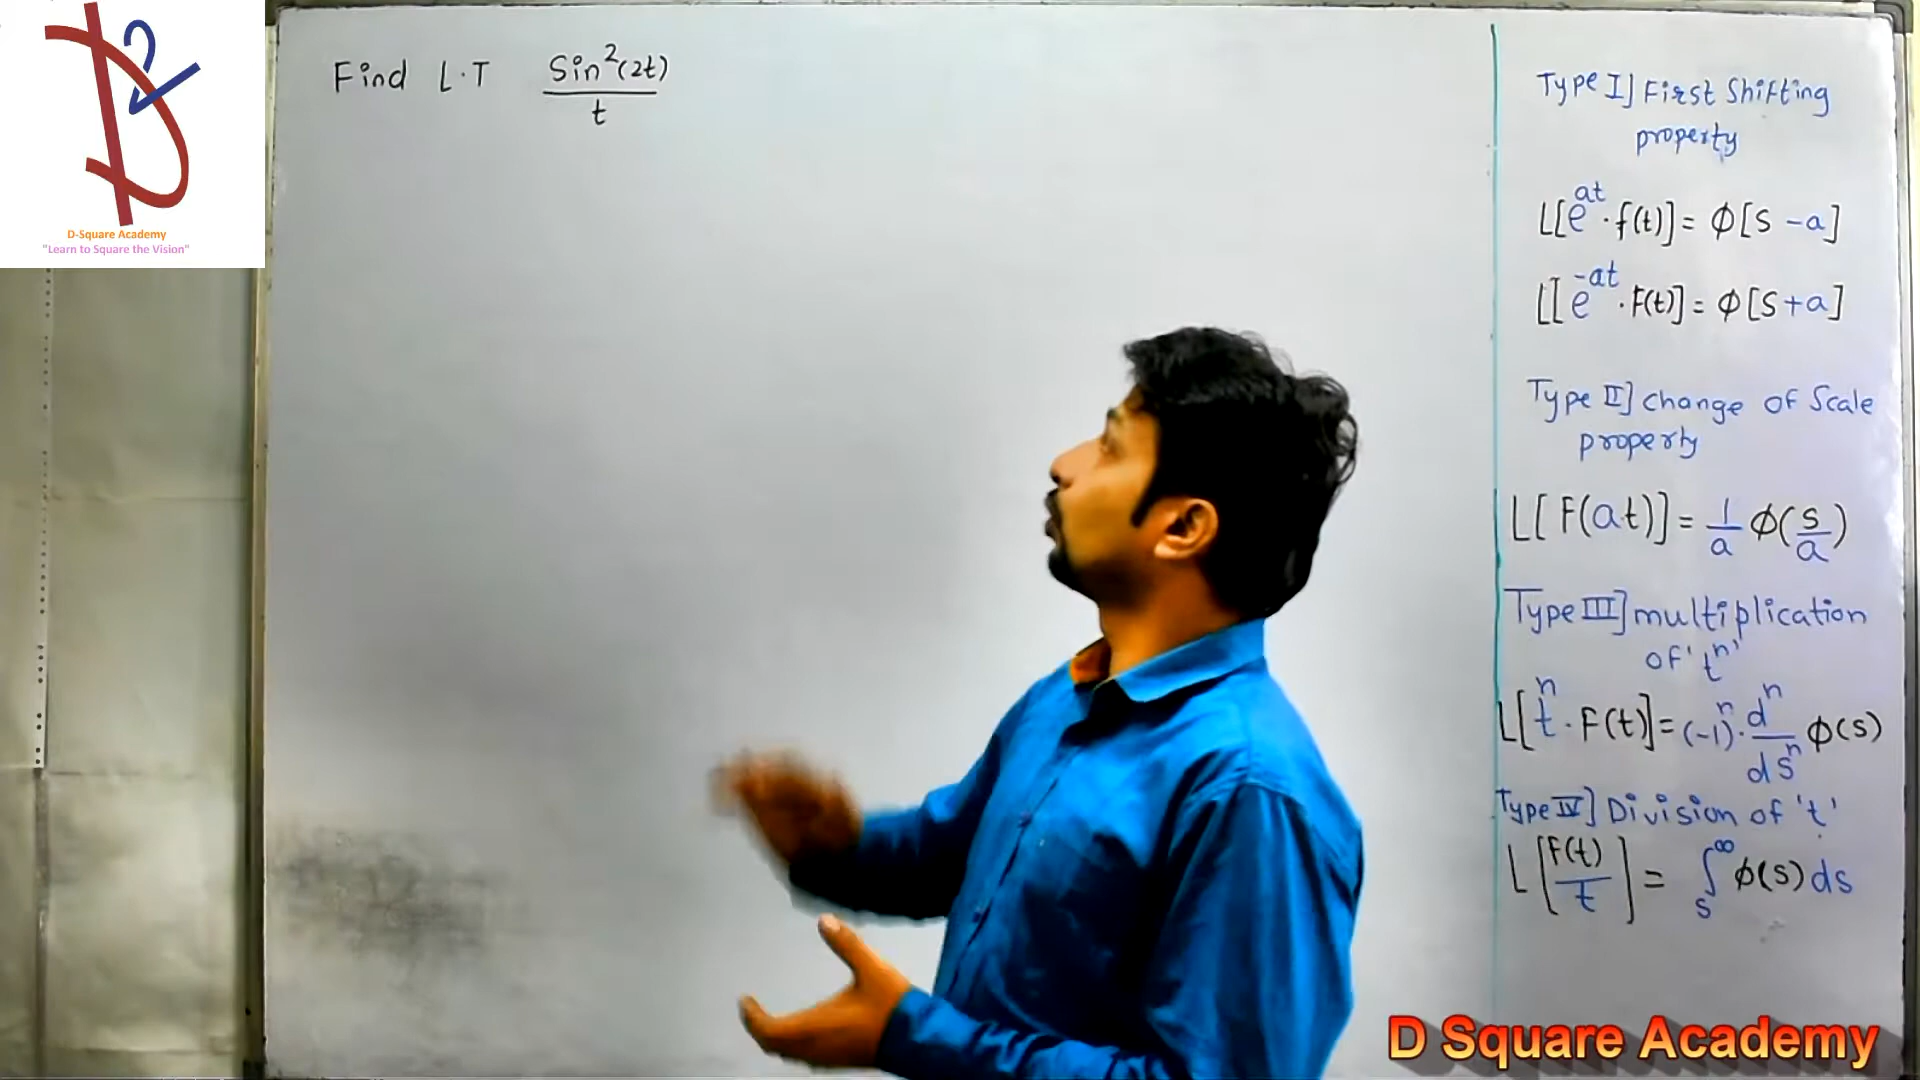 D-Square Academy
"Learn to Square the Vision"
Find L.T Sin²(2t)/t
Type I] First Shifting
property
L[e^at · f(t)] = φ[s - a]
L[e^-at · F(t)] = φ[s + a]
Type II] change of Scale
property
L[F(at)] = 1/a φ(s/a)
Type III] multiplication
of 't^n'
L[t^n · F(t)] = (-1)^n · d^n/ds^n φ(s)
Type IV] Division of 't'
L[F(t)/t] = ∫_s^∞ φ(s) ds
D Square Academy